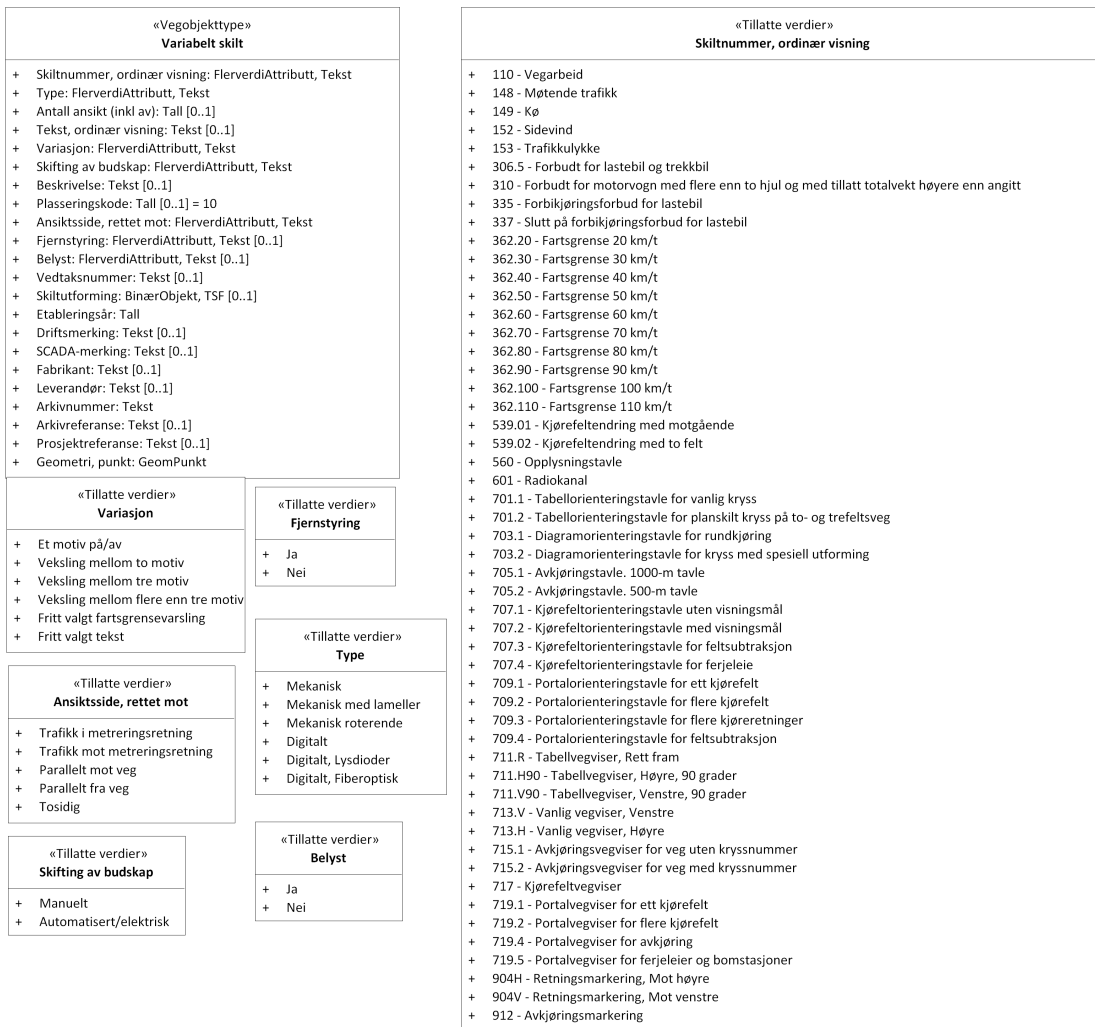 «Vegobjekttype»
Variabelt skilt
+ Skiltnummer, ordinær visning: FlerverdiAttributt, Tekst
+ Type: FlerverdiAttributt, Tekst
+ Antall ansikt (inkl av): Tall [0..1]
+ Tekst, ordinær visning: Tekst [0..1]
+ Variasjon: FlerverdiAttributt, Tekst
+ Skifting av budskap: FlerverdiAttributt, Tekst
+ Beskrivelse: Tekst [0..1]
+ Plasseringskode: Tall [0..1] = 10
+ Ansiktsside, rettet mot: FlerverdiAttributt, Tekst
+ Fjernstyring: FlerverdiAttributt, Tekst [0..1]
+ Belyst: FlerverdiAttributt, Tekst [0..1]
+ Vedtaksnummer: Tekst [0..1]
+ Skiltutforming: BinærObjekt, TSF [0..1]
+ Etableringsår: Tall
+ Driftsmerking: Tekst [0..1]
+ SCADA-merking: Tekst [0..1]
+ Fabrikant: Tekst [0..1]
+ Leverandør: Tekst [0..1]
+ Arkivnummer: Tekst
+ Arkivreferanse: Tekst [0..1]
+ Prosjektreferanse: Tekst [0..1]
+ Geometri, punkt: GeomPunkt
«Tillatte verdier»
Variasjon
+ Et motiv på/av
+ Veksling mellom to motiv
+ Veksling mellom tre motiv
+ Veksling mellom flere enn tre motiv
+ Fritt valgt fartsgrensevarsling
+ Fritt valgt tekst
«Tillatte verdier»
Fjernstyring
+ Ja
+ Nei
«Tillatte verdier»
Type
+ Mekanisk
+ Mekanisk med lameller
+ Mekanisk roterende
+ Digitalt
+ Digitalt, Lysdioder
+ Digitalt, Fiberoptisk
«Tillatte verdier»
Ansiktsside, rettet mot
+ Trafikk i metreringsretning
+ Trafikk mot metreringsretning
+ Parallelt mot veg
+ Parallelt fra veg
+ Tosidig
«Tillatte verdier»
Skifting av budskap
+ Manuelt
+ Automatisert/elektrisk
«Tillatte verdier»
Belyst
+ Ja
+ Nei
«Tillatte verdier»
Skiltnummer, ordinær visning
+ 110 - Vegarbeid
+ 148 - Møtende trafikk
+ 149 - Kø
+ 152 - Sidevind
+ 153 - Trafikkulykke
+ 306.5 - Forbudt for lastebil og trekkbil
+ 310 - Forbudt for motorvogn med flere enn to hjul og med tillatt totalvekt høyere enn angitt
+ 335 - Forbikjøringsforbud for lastebil
+ 337 - Slutt på forbikjøringsforbud for lastebil
+ 362.20 - Fartsgrense 20 km/t
+ 362.30 - Fartsgrense 30 km/t
+ 362.40 - Fartsgrense 40 km/t
+ 362.50 - Fartsgrense 50 km/t
+ 362.60 - Fartsgrense 60 km/t
+ 362.70 - Fartsgrense 70 km/t
+ 362.80 - Fartsgrense 80 km/t
+ 362.90 - Fartsgrense 90 km/t
+ 362.100 - Fartsgrense 100 km/t
+ 362.110 - Fartsgrense 110 km/t
+ 539.01 - Kjørefeltendring med motgående
+ 539.02 - Kjørefeltendring med to felt
+ 560 - Opplysningstavle
+ 601 - Radiokanal
+ 701.1 - Tabellorienteringstavle for vanlig kryss
+ 701.2 - Tabellorienteringstavle for planskilt kryss på to- og trefeltsveg
+ 703.1 - Diagramorienteringstavle for rundkjøring
+ 703.2 - Diagramorienteringstavle for kryss med spesiell utforming
+ 705.1 - Avkjøringstavle. 1000-m tavle
+ 705.2 - Avkjøringstavle. 500-m tavle
+ 707.1 - Kjørefeltorienteringstavle uten visningsmål
+ 707.2 - Kjørefeltorienteringstavle med visningsmål
+ 707.3 - Kjørefeltorienteringstavle for feltsubtraksjon
+ 707.4 - Kjørefeltorienteringstavle for ferjeleie
+ 709.1 - Portalorienteringstavle for ett kjørefelt
+ 709.2 - Portalorienteringstavle for flere kjørefelt
+ 709.3 - Portalorienteringstavle for flere kjøreretninger
+ 709.4 - Portalorienteringstavle for feltsubtraksjon
+ 711.R - Tabellvegviser, Rett fram
+ 711.H90 - Tabellvegviser, Høyre, 90 grader
+ 711.V90 - Tabellvegviser, Venstre, 90 grader
+ 713.V - Vanlig vegviser, Venstre
+ 713.H - Vanlig vegviser, Høyre
+ 715.1 - Avkjøringsvegviser for veg uten kryssnummer
+ 715.2 - Avkjøringsvegviser for veg med kryssnummer
+ 717 - Kjørefeltvegviser
+ 719.1 - Portalvegviser for ett kjørefelt
+ 719.2 - Portalvegviser for flere kjørefelt
+ 719.4 - Portalvegviser for avkjøring
+ 719.5 - Portalvegviser for ferjeleier og bomstasjoner
+ 904H - Retningsmarkering, Mot høyre
+ 904V - Retningsmarkering, Mot venstre
+ 912 - Avkjøringsmarkering